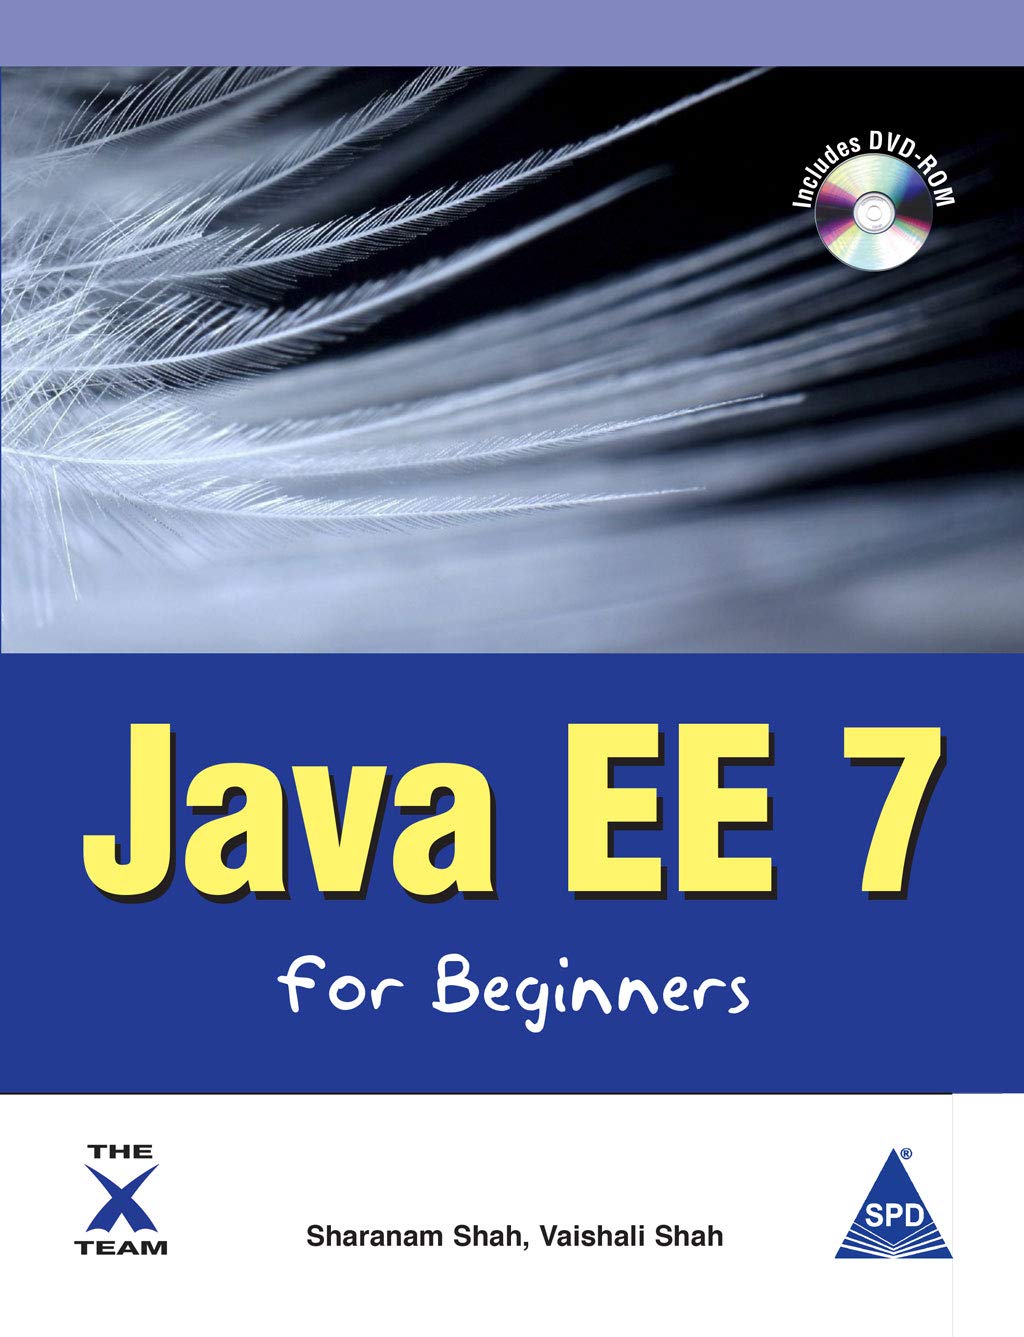 Includes DVD-ROM
Java EE 7
for Beginners
THE
X
TEAM
Sharanam Shah, Vaishali Shah
SPD®